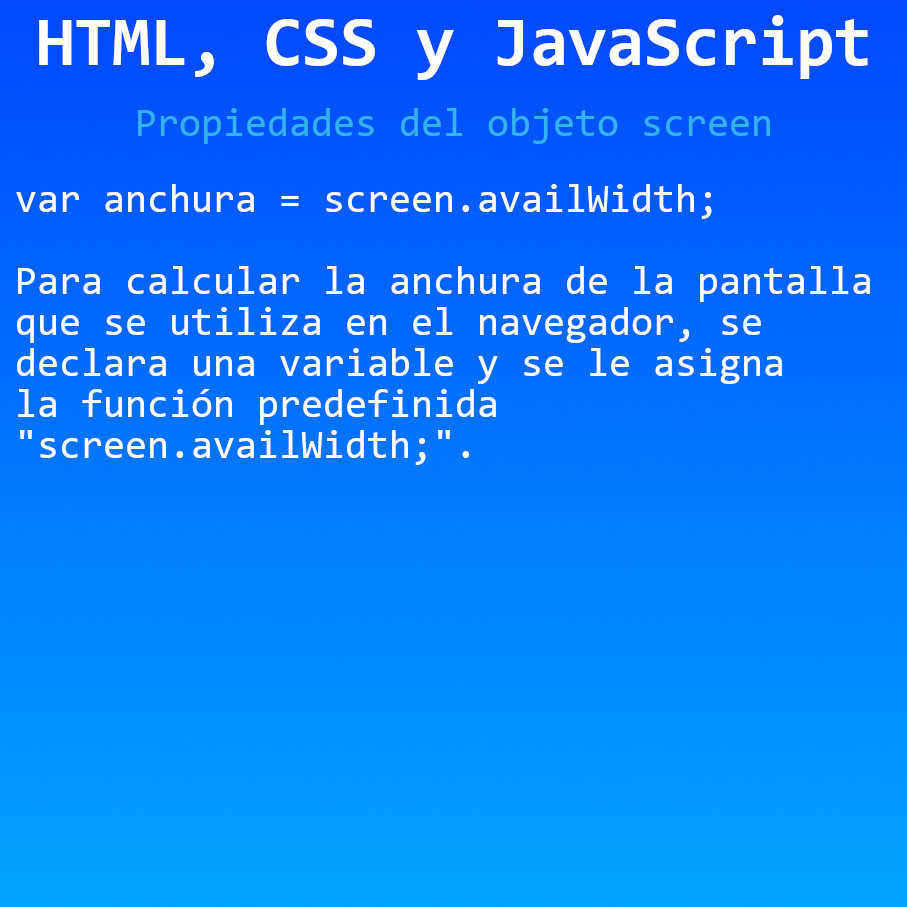 HTML, CSS y JavaScript
Propiedades del objeto screen
var anchura = screen.availWidth;
Para calcular la anchura de la pantalla
que se utiliza en el navegador, se
declara una variable y se le asigna
la función predefinida
"screen.availWidth;".